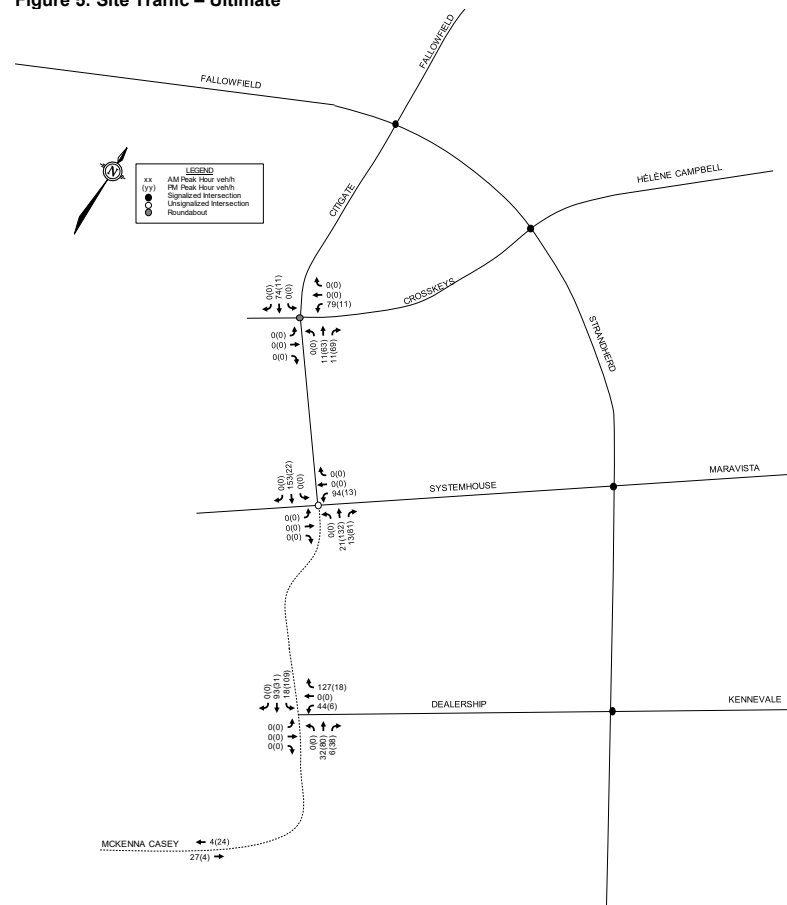 Figure 5: Site Traffic – Ultimate
FALLOWFIELD
FALLOWFIELD
N
LEGEND
xx AM Peak Hour veh/h
(yy) PM Peak Hour veh/h
Signalized Intersection
Unsignalized Intersection
Roundabout
CITIGATE
HÉLÈNE CAMPBELL
CROSSKEYS
STRANDHERD
0(0)
74(11)
0(0)
0(0)
0(0)
79(11)
0(0)
0(0)
0(0)
0(0)
11(63)
11(69)
MARAVISTA
SYSTEMHOUSE
0(0)
153(22)
0(0)
0(0)
0(0)
94(13)
0(0)
0(0)
0(0)
0(0)
21(132)
13(81)
0(0)
93(31)
18(109)
127(18)
0(0)
44(6)
DEALERSHIP
KENNEVALE
0(0)
0(0)
0(0)
0(0)
32(80)
6(38)
MCKENNA CASEY
4(24)
27(4)